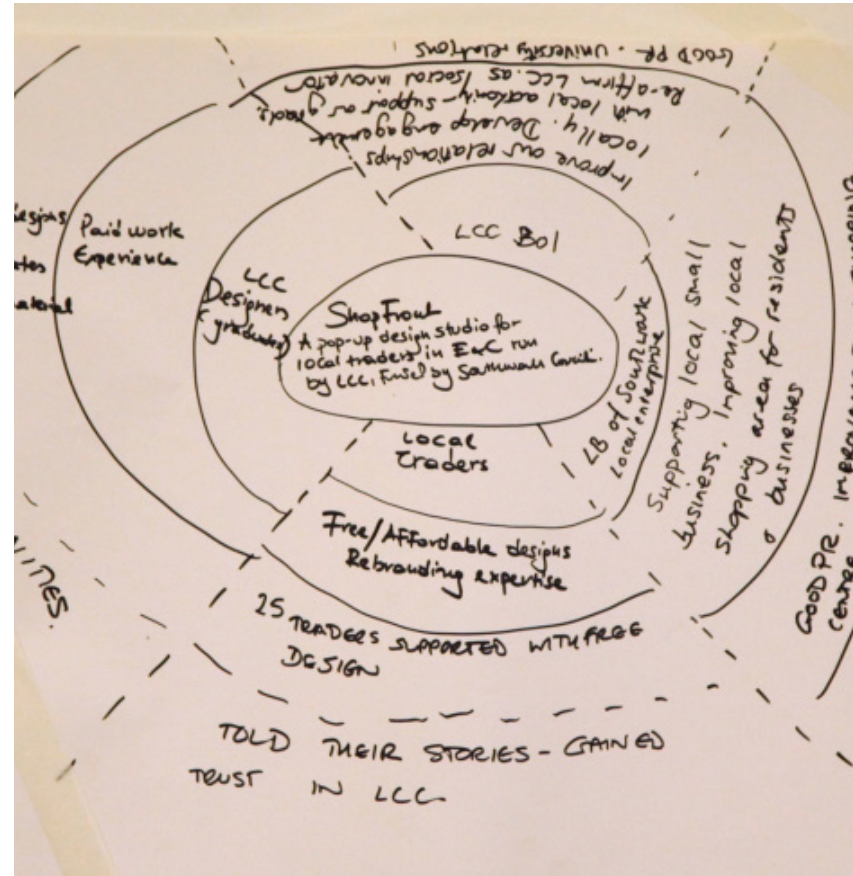 GOOD PR. University relations
Re-affirm LCC as social innovator
with local authority - support as grads
locally. Develop engagement
Improve our relationships
LCC BOI
Paid work
Experience
LCC
Designers
(graduates)
ShopFront
A pop-up design studio for
local traders in E&C run
by LCC, Funded by Southwark Council.
LB of Southwark
Local enterprise
Supporting local small
business. Improving local
shopping area for residents
& businesses
GOOD PR.
CENTRE
Local
Traders
Free/Affordable designs
Rebranding expertise
25 TRADERS SUPPORTED WITH FREE
DESIGN
TOLD THEIR STORIES - GAINED
TRUST IN LCC